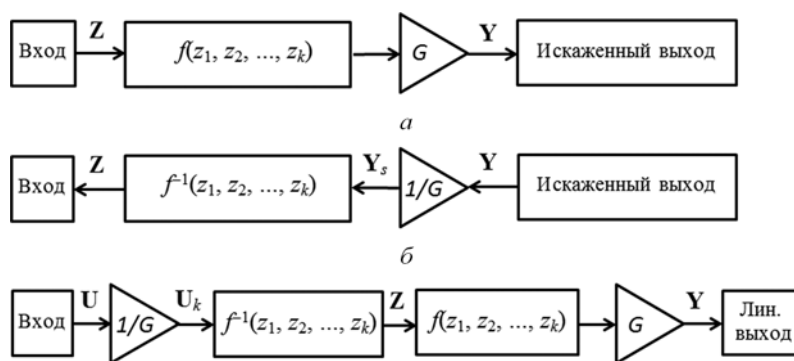 Z Y
Вход f(z₁, z₂, ..., zₖ) G Искаженный выход
а
Z Yₛ Y
Вход f⁻¹(z₁, z₂, ..., zₖ) 1/G Искаженный выход
б
U Uₖ Z Y
Вход 1/G f⁻¹(z₁, z₂, ..., zₖ) f(z₁, z₂, ..., zₖ) G Лин.
выход